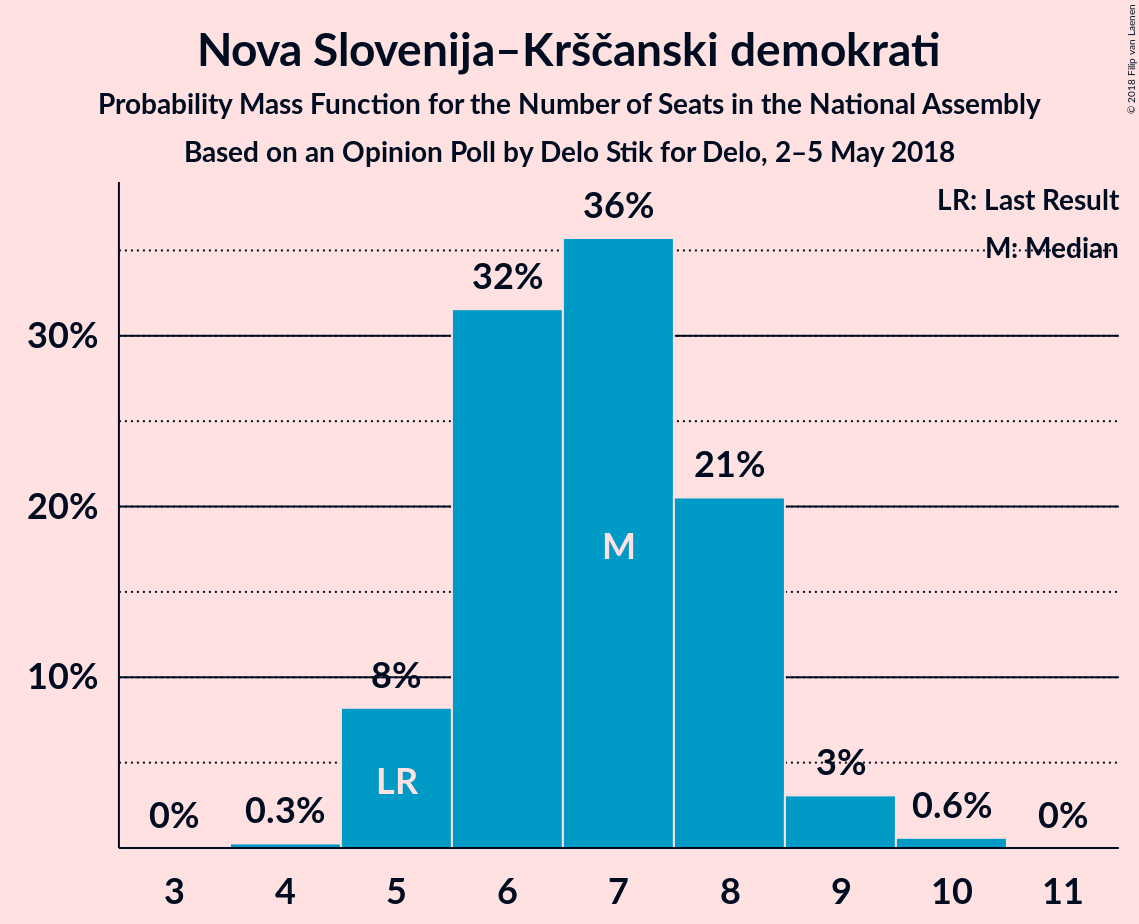 Nova Slovenija–Krščanski demokrati
Probability Mass Function for the Number of Seats in the National Assembly
Based on an Opinion Poll by Delo Stik for Delo, 2–5 May 2018
© 2018 Filip van Laenen
LR: Last Result
M: Median
36%
32%
30%
21%
20%
M
10%
8%
LR
3%
0%
0.3%
0.6%
0%
3 4 5 6 7 8 9 10 11